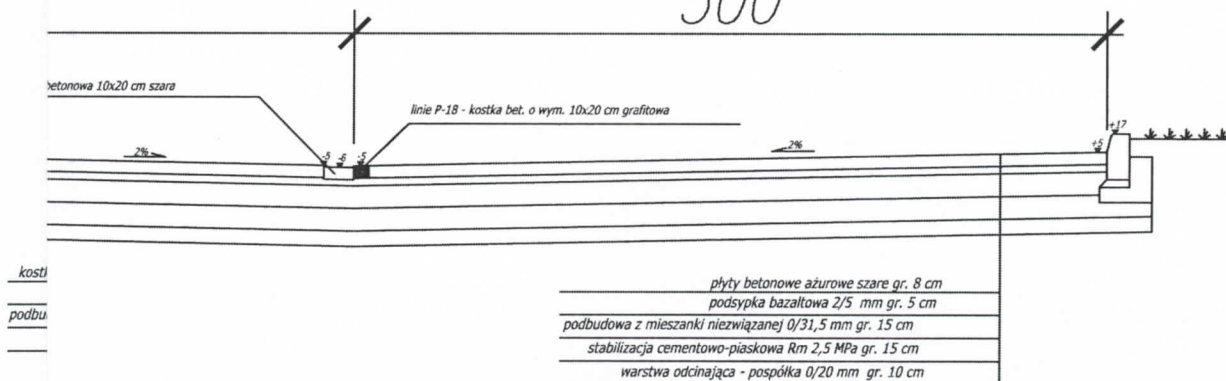 500
betonowa 10x20 cm szara
linie P-18 - kostka bet. o wym. 10x20 cm grafitowa
+17
2%
-5
-6
-5
2%
+5
płyty betonowe ażurowe szare gr. 8 cm
podsypka bazaltowa 2/5 mm gr. 5 cm
podbudowa z mieszanki niezwiązanej 0/31,5 mm gr. 15 cm
stabilizacja cementowo-piaskowa Rm 2,5 MPa gr. 15 cm
warstwa odcinająca - pospółka 0/20 mm gr. 10 cm